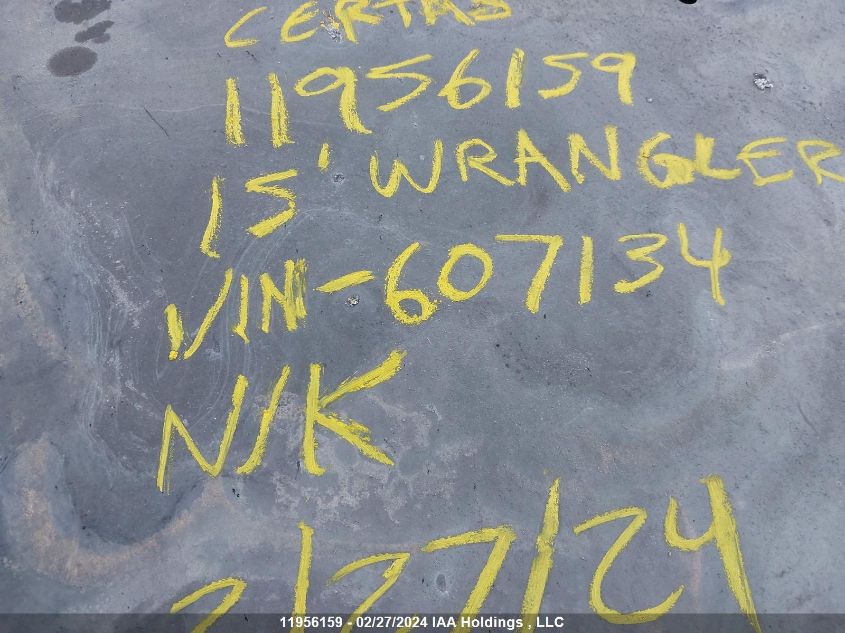 CERTAS
11956159
15' WRANGLER
VIN-607134
N/K
2/27/24
11956159 - 02/27/2024 IAA Holdings , LLC